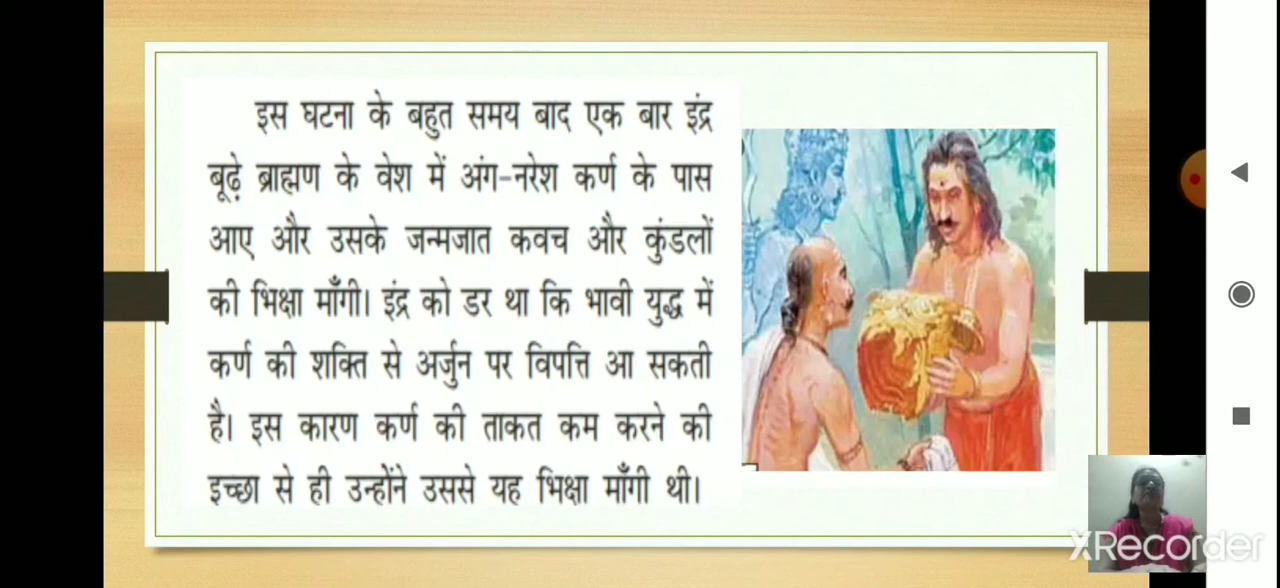 इस घटना के बहुत समय बाद एक बार इंद्र
बूढ़े ब्राह्मण के वेश में अंग-नरेश कर्ण के पास
आए और उसके जन्मजात कवच और कुंडलों
की भिक्षा माँगी। इंद्र को डर था कि भावी युद्ध में
कर्ण की शक्ति से अर्जुन पर विपत्ति आ सकती
है। इस कारण कर्ण की ताकत कम करने की
इच्छा से ही उन्होंने उससे यह भिक्षा माँगी थी।
XRecorder